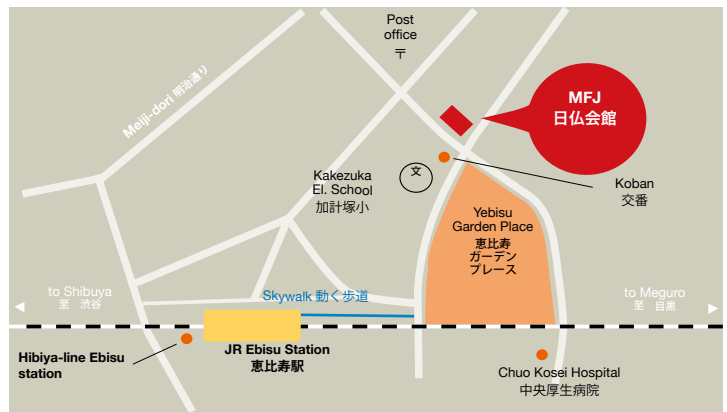 Post
office
〒
Meiji-dori 明治通り
MFJ
日仏会館
Kakezuka
El. School
加計塚小
文
Koban
交番
Yebisu
Garden Place
恵比寿
ガーデン
プレース
to Shibuya
至 渋谷
Skywalk 動く歩道
to Meguro
至 目黒
Hibiya-line Ebisu
station
JR Ebisu Station
恵比寿駅
Chuo Kosei Hospital
中央厚生病院